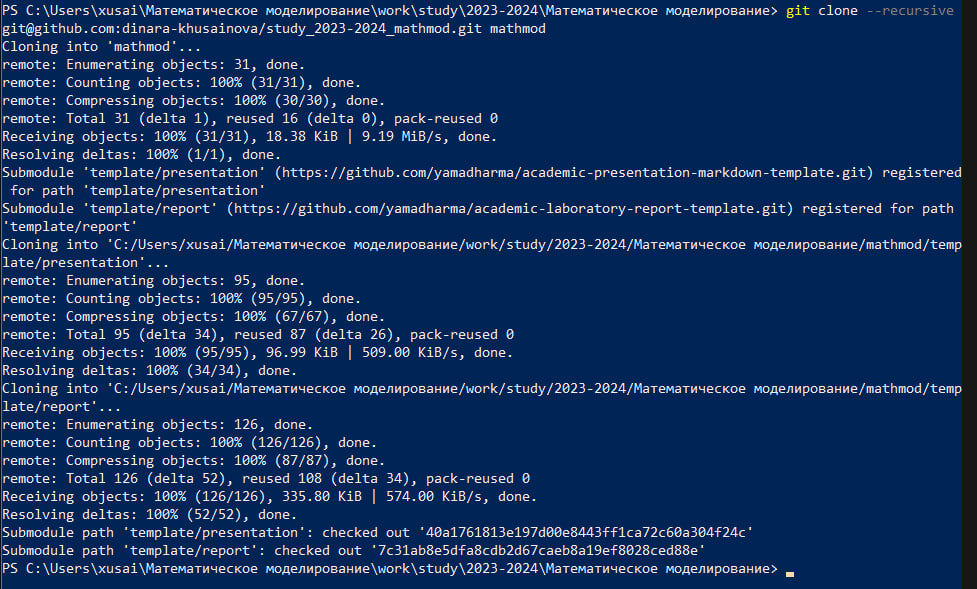 PS C:\Users\xusai\Математическое моделирование\work\study\2023-2024\Математическое моделирование> git clone --recursive
git@github.com:dinara-khusainova/study_2023-2024_mathmod.git mathmod
Cloning into 'mathmod'...
remote: Enumerating objects: 31, done.
remote: Counting objects: 100% (31/31), done.
remote: Compressing objects: 100% (30/30), done.
remote: Total 31 (delta 1), reused 16 (delta 0), pack-reused 0
Receiving objects: 100% (31/31), 18.38 KiB | 9.19 MiB/s, done.
Resolving deltas: 100% (1/1), done.
Submodule 'template/presentation' (https://github.com/yamadharma/academic-presentation-markdown-template.git) registered
 for path 'template/presentation'
Submodule 'template/report' (https://github.com/yamadharma/academic-laboratory-report-template.git) registered for path
'template/report'
Cloning into 'C:/Users/xusai/Математическое моделирование/work/study/2023-2024/Математическое моделирование/mathmod/temp
late/presentation'...
remote: Enumerating objects: 95, done.
remote: Counting objects: 100% (95/95), done.
remote: Compressing objects: 100% (67/67), done.
remote: Total 95 (delta 34), reused 87 (delta 26), pack-reused 0
Receiving objects: 100% (95/95), 96.99 KiB | 509.00 KiB/s, done.
Resolving deltas: 100% (34/34), done.
Cloning into 'C:/Users/xusai/Математическое моделирование/work/study/2023-2024/Математическое моделирование/mathmod/temp
late/report'...
remote: Enumerating objects: 126, done.
remote: Counting objects: 100% (126/126), done.
remote: Compressing objects: 100% (87/87), done.
remote: Total 126 (delta 52), reused 108 (delta 34), pack-reused 0
Receiving objects: 100% (126/126), 335.80 KiB | 574.00 KiB/s, done.
Resolving deltas: 100% (52/52), done.
Submodule path 'template/presentation': checked out '40a1761813e197d00e8443ff1ca72c60a304f24c'
Submodule path 'template/report': checked out '7c31ab8e5dfa8cdb2d67caeb8a19ef8028ced88e'
PS C:\Users\xusai\Математическое моделирование\work\study\2023-2024\Математическое моделирование>